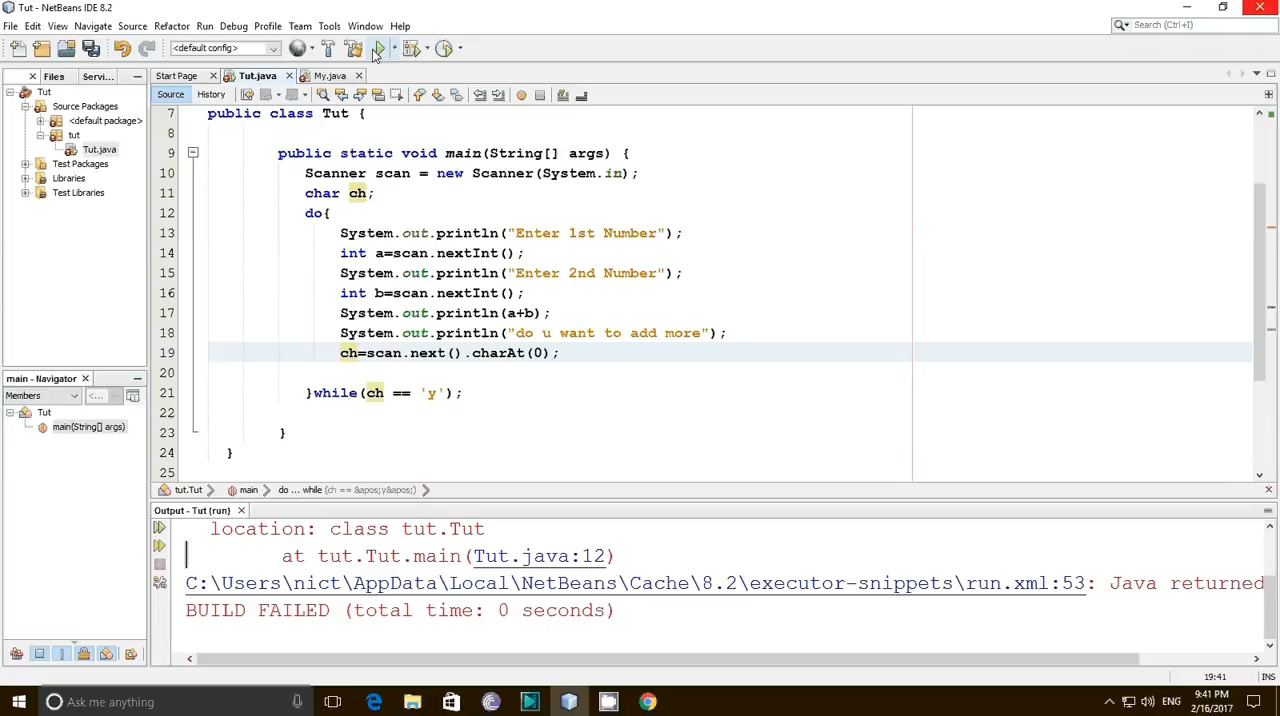 Tut - NetBeans IDE 8.2
File Edit View Navigate Source Refactor Run Debug Profile Team Tools Window Help
Search (Ctrl+I)
<default config>
Files Servi... Start Page Tut.java My.java
Source History
Tut
Source Packages
<default package>
tut
Tut.java
Test Packages
Libraries
Test Libraries
7 public class Tut {
8
9 public static void main(String[] args) {
10 Scanner scan = new Scanner(System.in);
11 char ch;
12 do{
13 System.out.println("Enter 1st Number");
14 int a=scan.nextInt();
15 System.out.println("Enter 2nd Number");
16 int b=scan.nextInt();
17 System.out.println(a+b);
18 System.out.println("do u want to add more");
19 ch=scan.next().charAt(0);
20
21 }while(ch == 'y');
22
23 }
24 }
25
main - Navigator
Members <...
Tut
main(String[] args)
tut.Tut main do ... while (ch == &apos;y&apos;)
Output - Tut (run)
location: class tut.Tut
at tut.Tut.main(Tut.java:12)
C:\Users\nict\AppData\Local\NetBeans\Cache\8.2\executor-snippets\run.xml:53: Java returned
BUILD FAILED (total time: 0 seconds)
19:41 INS
Ask me anything
ENG
9:41 PM
2/16/2017